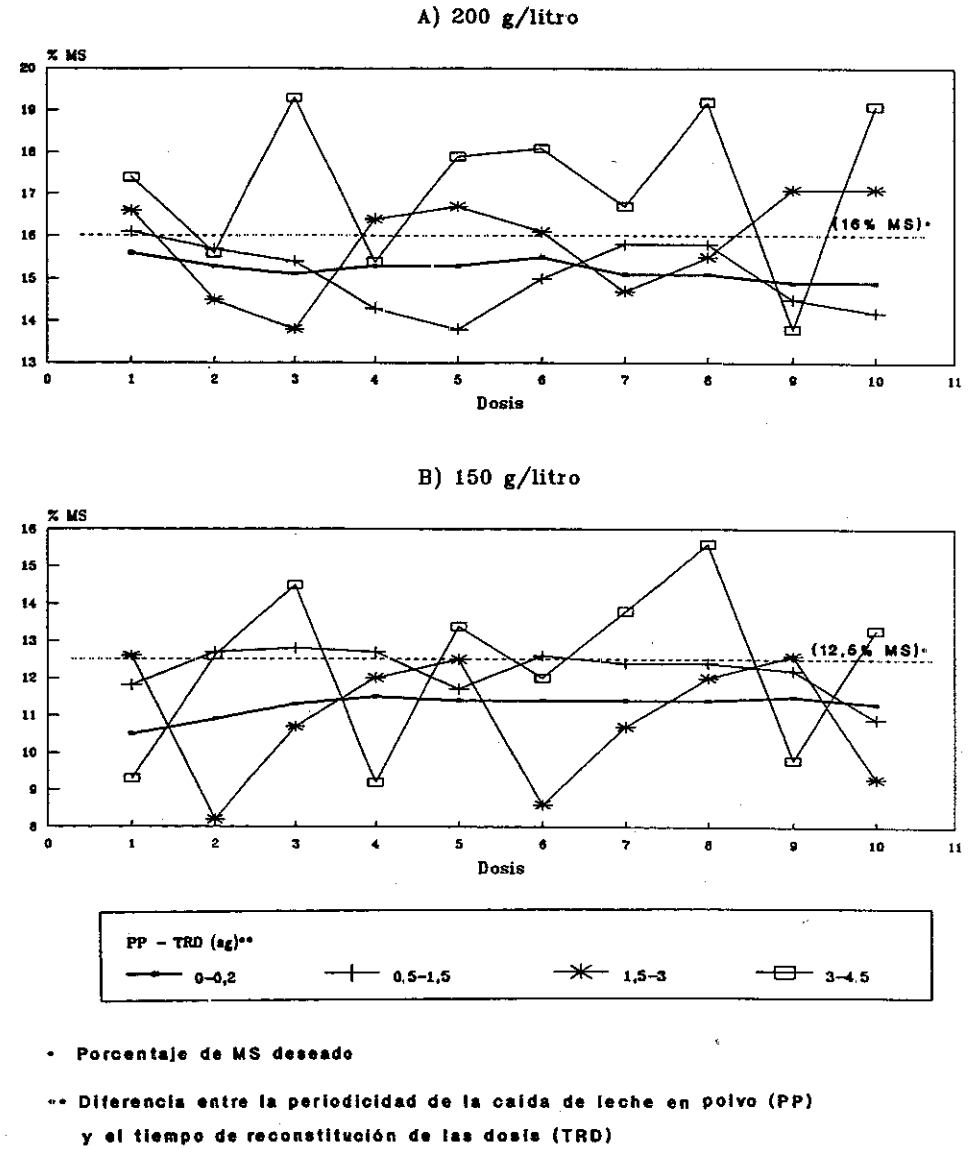 A) 200 g/litro
% MS
20
19
18
17
16
15
14
13
(16% MS)*
0 1 2 3 4 5 6 7 8 9 10 11
Dosis
B) 150 g/litro
% MS
16
15
14
13
12
11
10
9
8
(12,5% MS)*
0 1 2 3 4 5 6 7 8 9 10 11
Dosis
PP - TRD (sg)**
0-0,2 0,5-1,5 1,5-3 3-4,5
* Porcentaje de MS deseado
** Diferencia entre la periodicidad de la caída de leche en polvo (PP)
y el tiempo de reconstitución de las dosis (TRD)